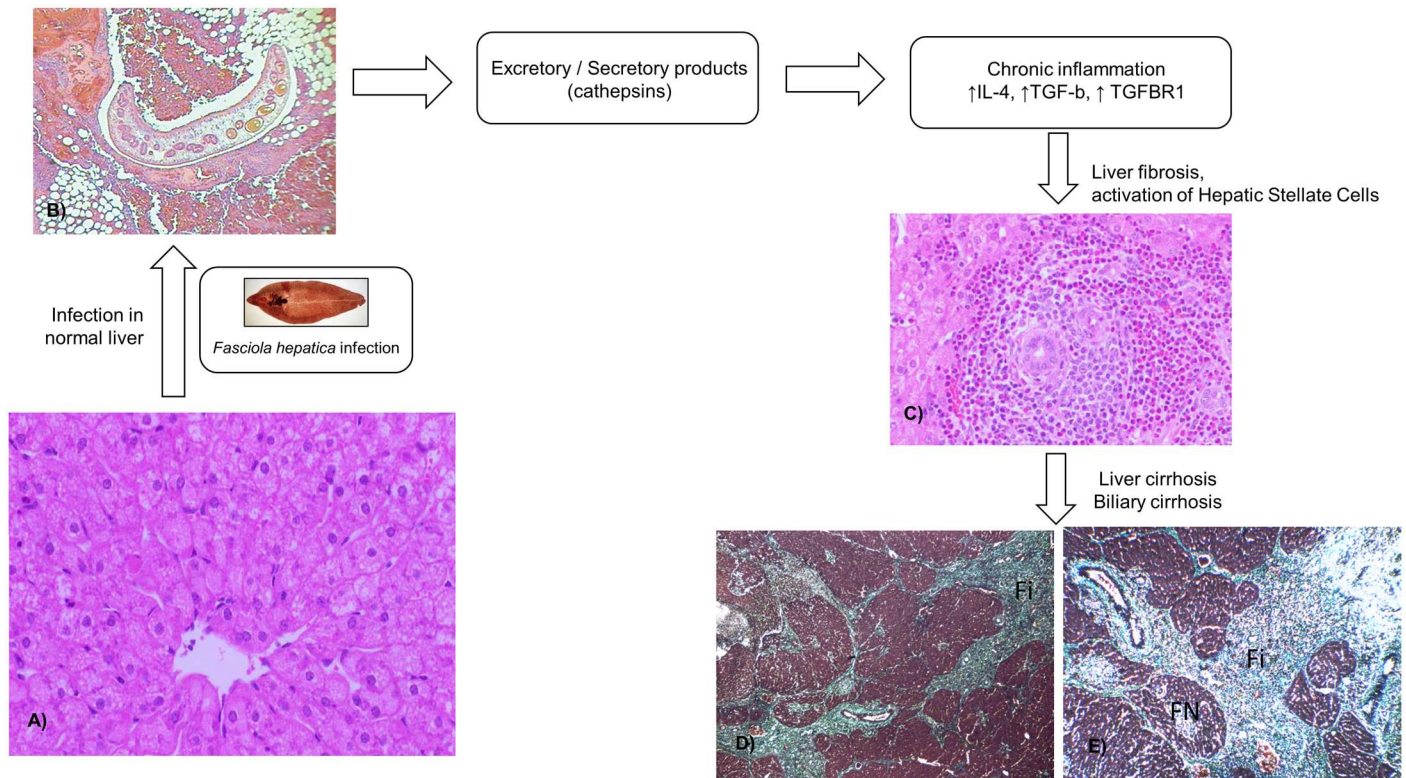 B)
Excretory / Secretory products
(cathepsins)
Chronic inflammation
↑IL-4, ↑TGF-b, ↑ TGFBR1
Liver fibrosis,
activation of Hepatic Stellate Cells
Infection in
normal liver
Fasciola hepatica infection
C)
A)
Liver cirrhosis
Biliary cirrhosis
Fi
D)
Fi
FN
E)